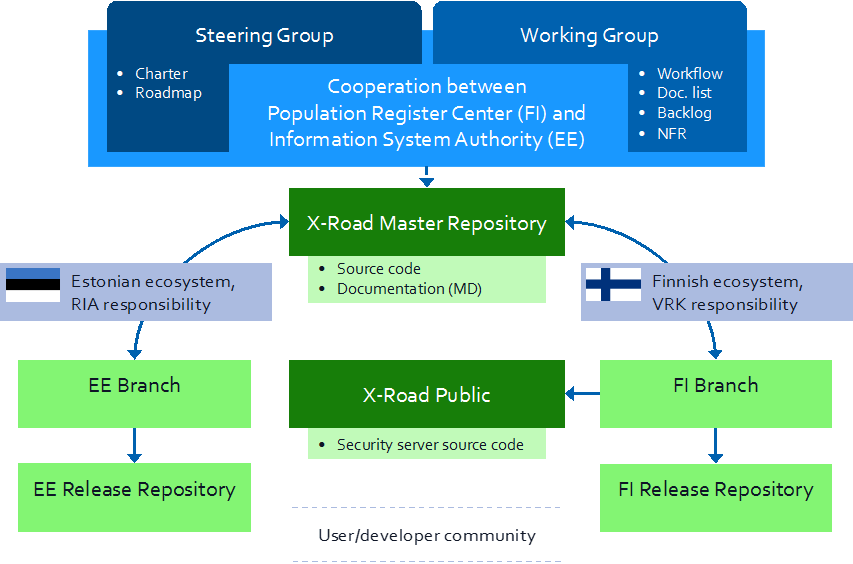 Steering Group
• Charter
• Roadmap
Working Group
• Workflow
• Doc. list
• Backlog
• NFR
Cooperation between
Population Register Center (FI) and
Information System Authority (EE)
X-Road Master Repository
• Source code
• Documentation (MD)
Estonian ecosystem,
RIA responsibility
Finnish ecosystem,
VRK responsibility
EE Branch
X-Road Public
• Security server source code
FI Branch
EE Release Repository
FI Release Repository
User/developer community